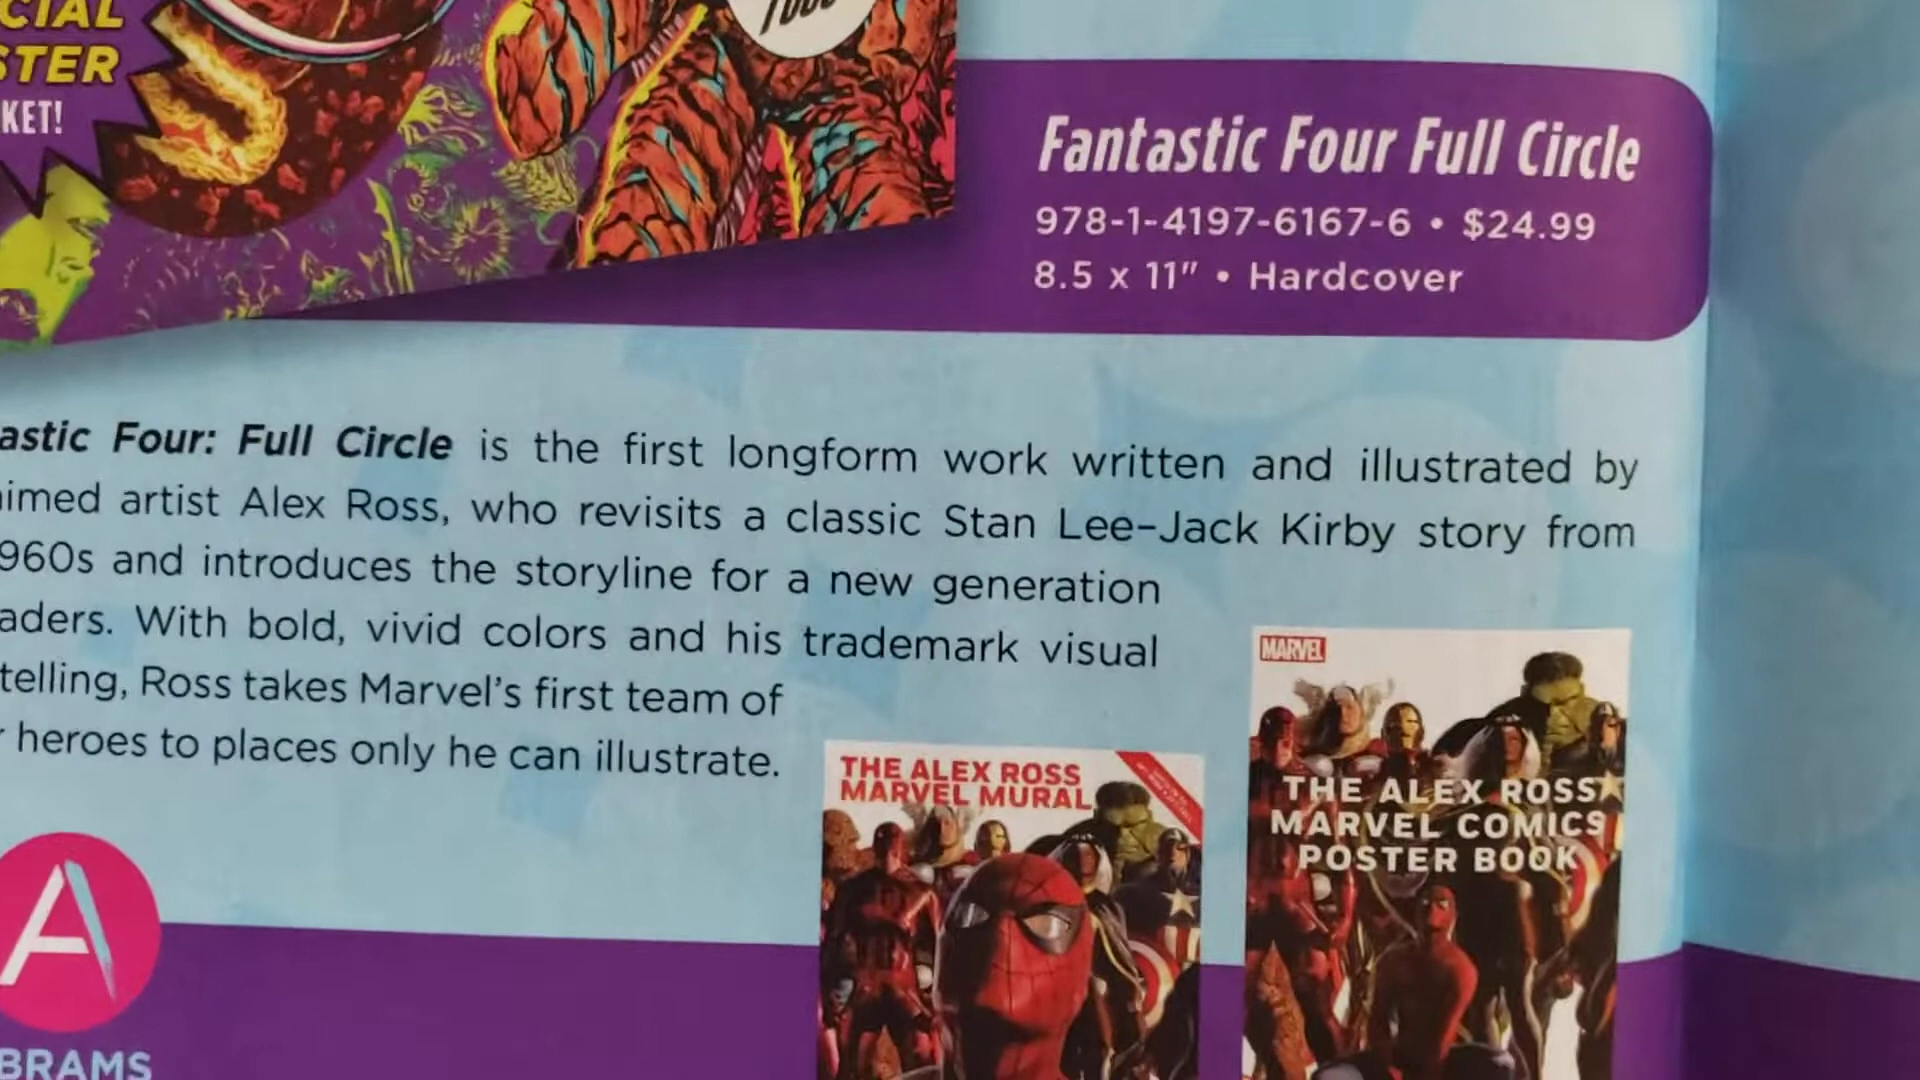 CIAL
STER
KET!
Fantastic Four Full Circle
978-1-4197-6167-6 • $24.99
8.5 x 11" • Hardcover
astic Four: Full Circle is the first longform work written and illustrated by
aimed artist Alex Ross, who revisits a classic Stan Lee–Jack Kirby story from
960s and introduces the storyline for a new generation
aders. With bold, vivid colors and his trademark visual
telling, Ross takes Marvel's first team of
r heroes to places only he can illustrate.
MARVEL
THE ALEX ROSS
MARVEL COMICS
POSTER BOOK
THE ALEX ROSS
MARVEL MURAL
A
BRAMS